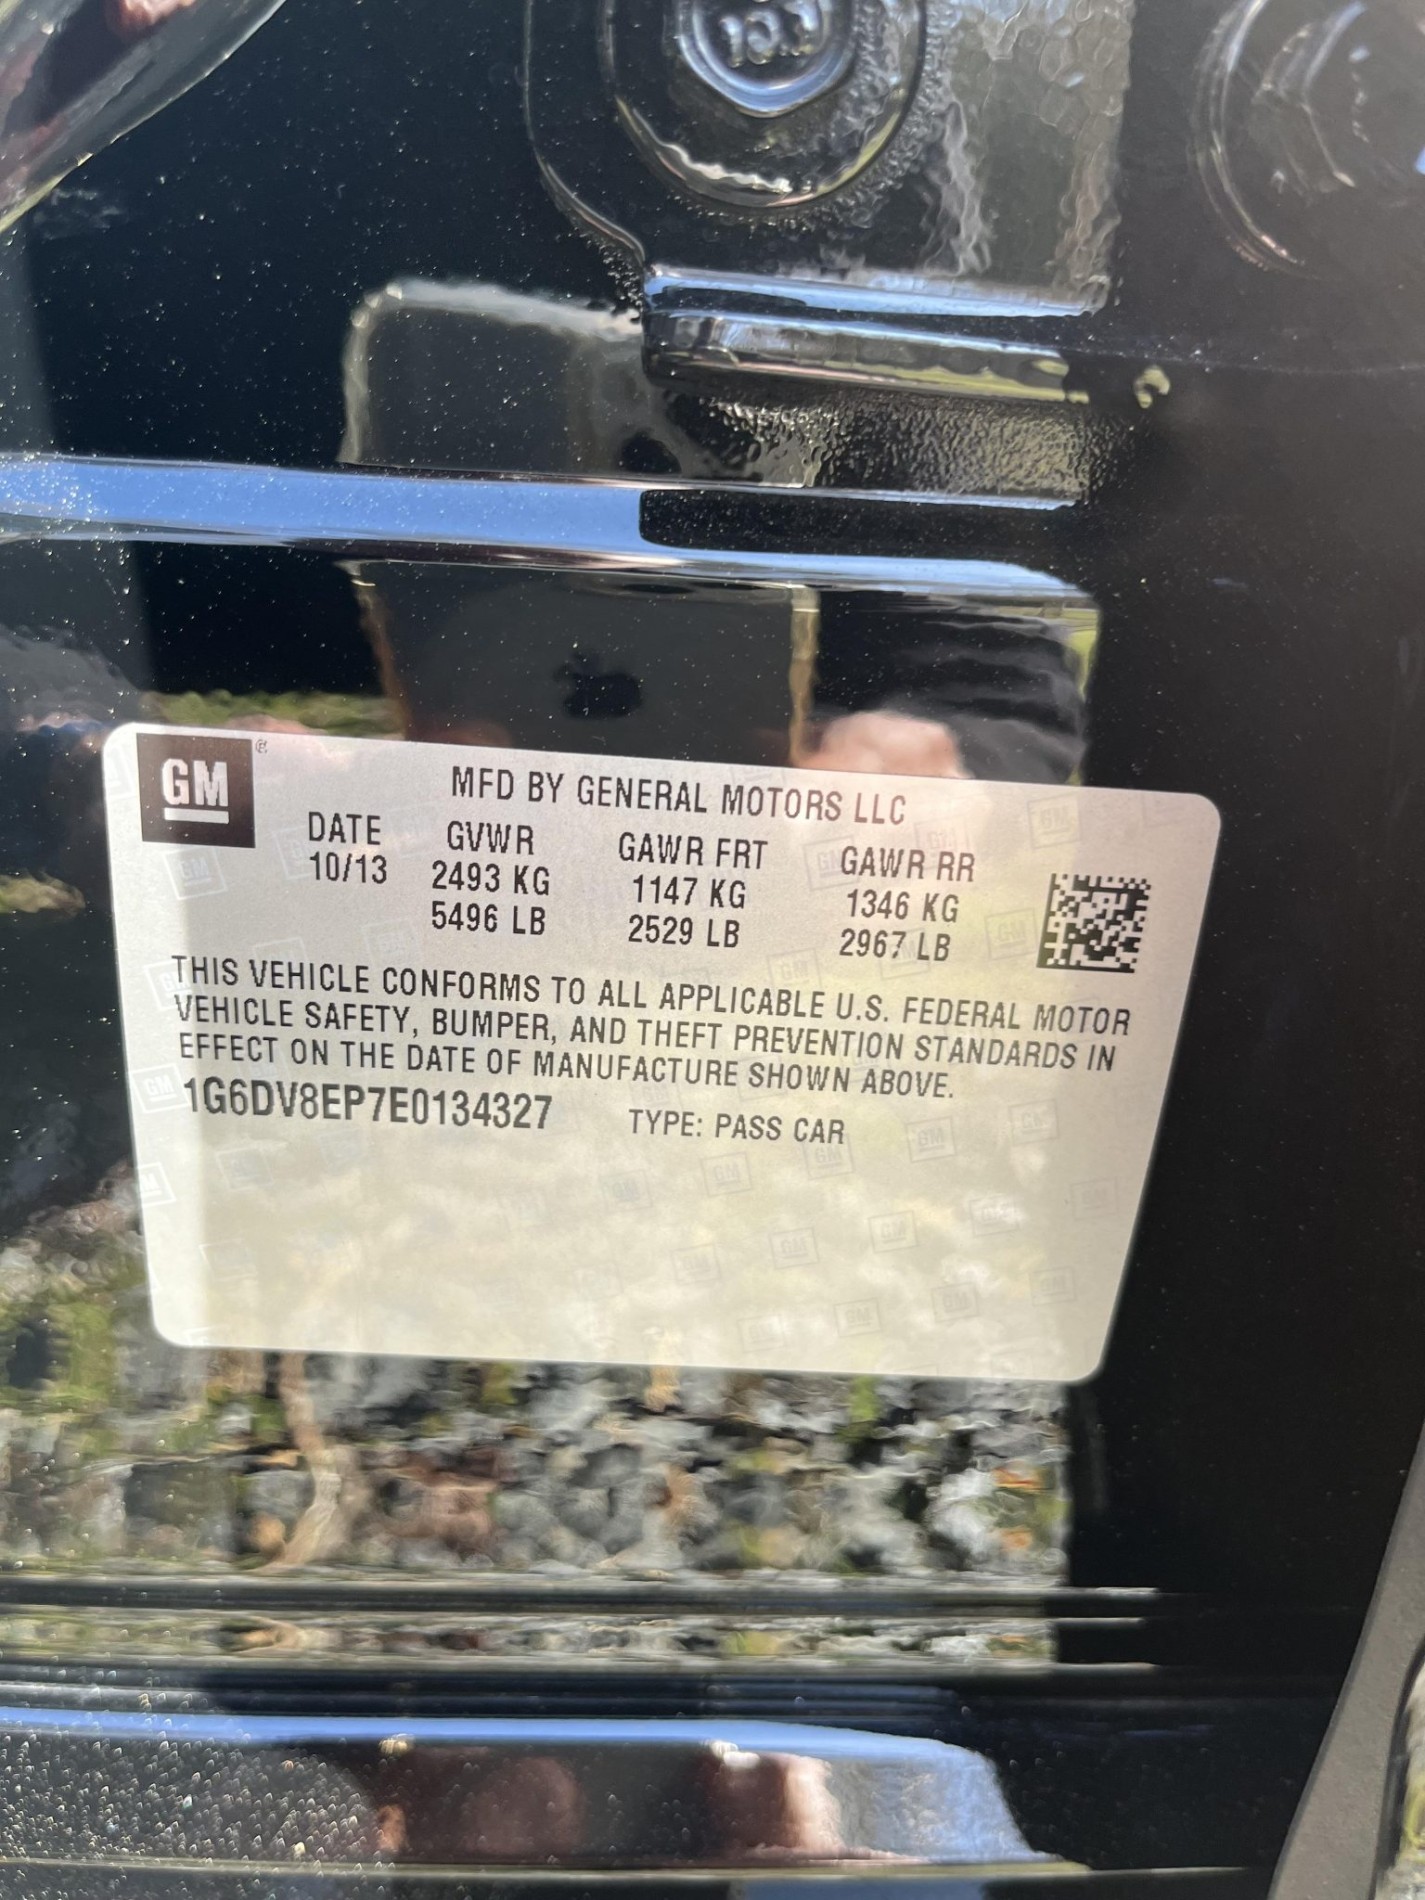 10.9
GM
MFD BY GENERAL MOTORS LLC
DATE GVWR GAWR FRT GAWR RR
10/13 2493 KG 1147 KG 1346 KG
5496 LB 2529 LB 2967 LB
THIS VEHICLE CONFORMS TO ALL APPLICABLE U.S. FEDERAL MOTOR
VEHICLE SAFETY, BUMPER, AND THEFT PREVENTION STANDARDS IN
EFFECT ON THE DATE OF MANUFACTURE SHOWN ABOVE.
1G6DV8EP7E0134327 TYPE: PASS CAR